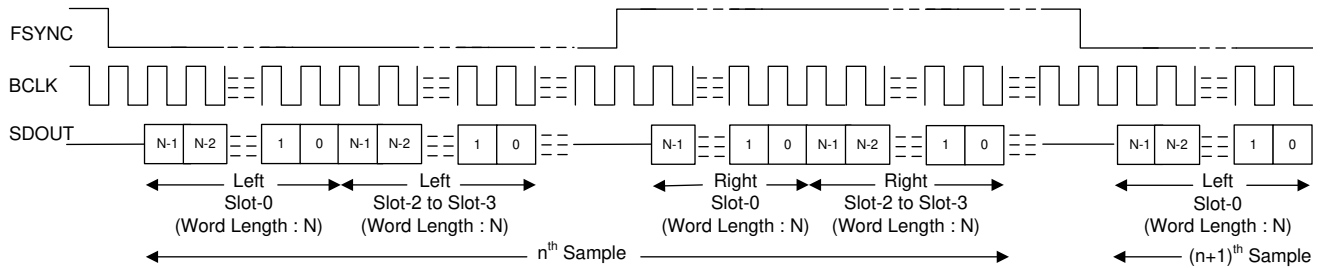 FSYNC
BCLK
SDOUT
N-1 N-2 1 0 N-1 N-2 1 0 N-1 1 0 N-1 N-2 1 0 N-1 N-2 1 0
Left Left Right Right Left
Slot-0 Slot-2 to Slot-3 Slot-0 Slot-2 to Slot-3 Slot-0
(Word Length : N) (Word Length : N) (Word Length : N) (Word Length : N) (Word Length : N)
nth Sample (n+1)th Sample